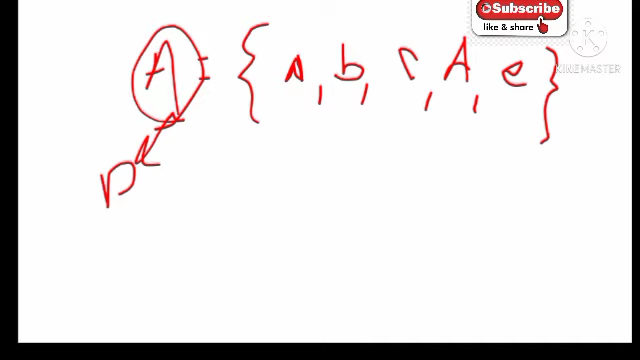 Subscribe
like & share
KINEMASTER
A = { a, b, c, A, e }